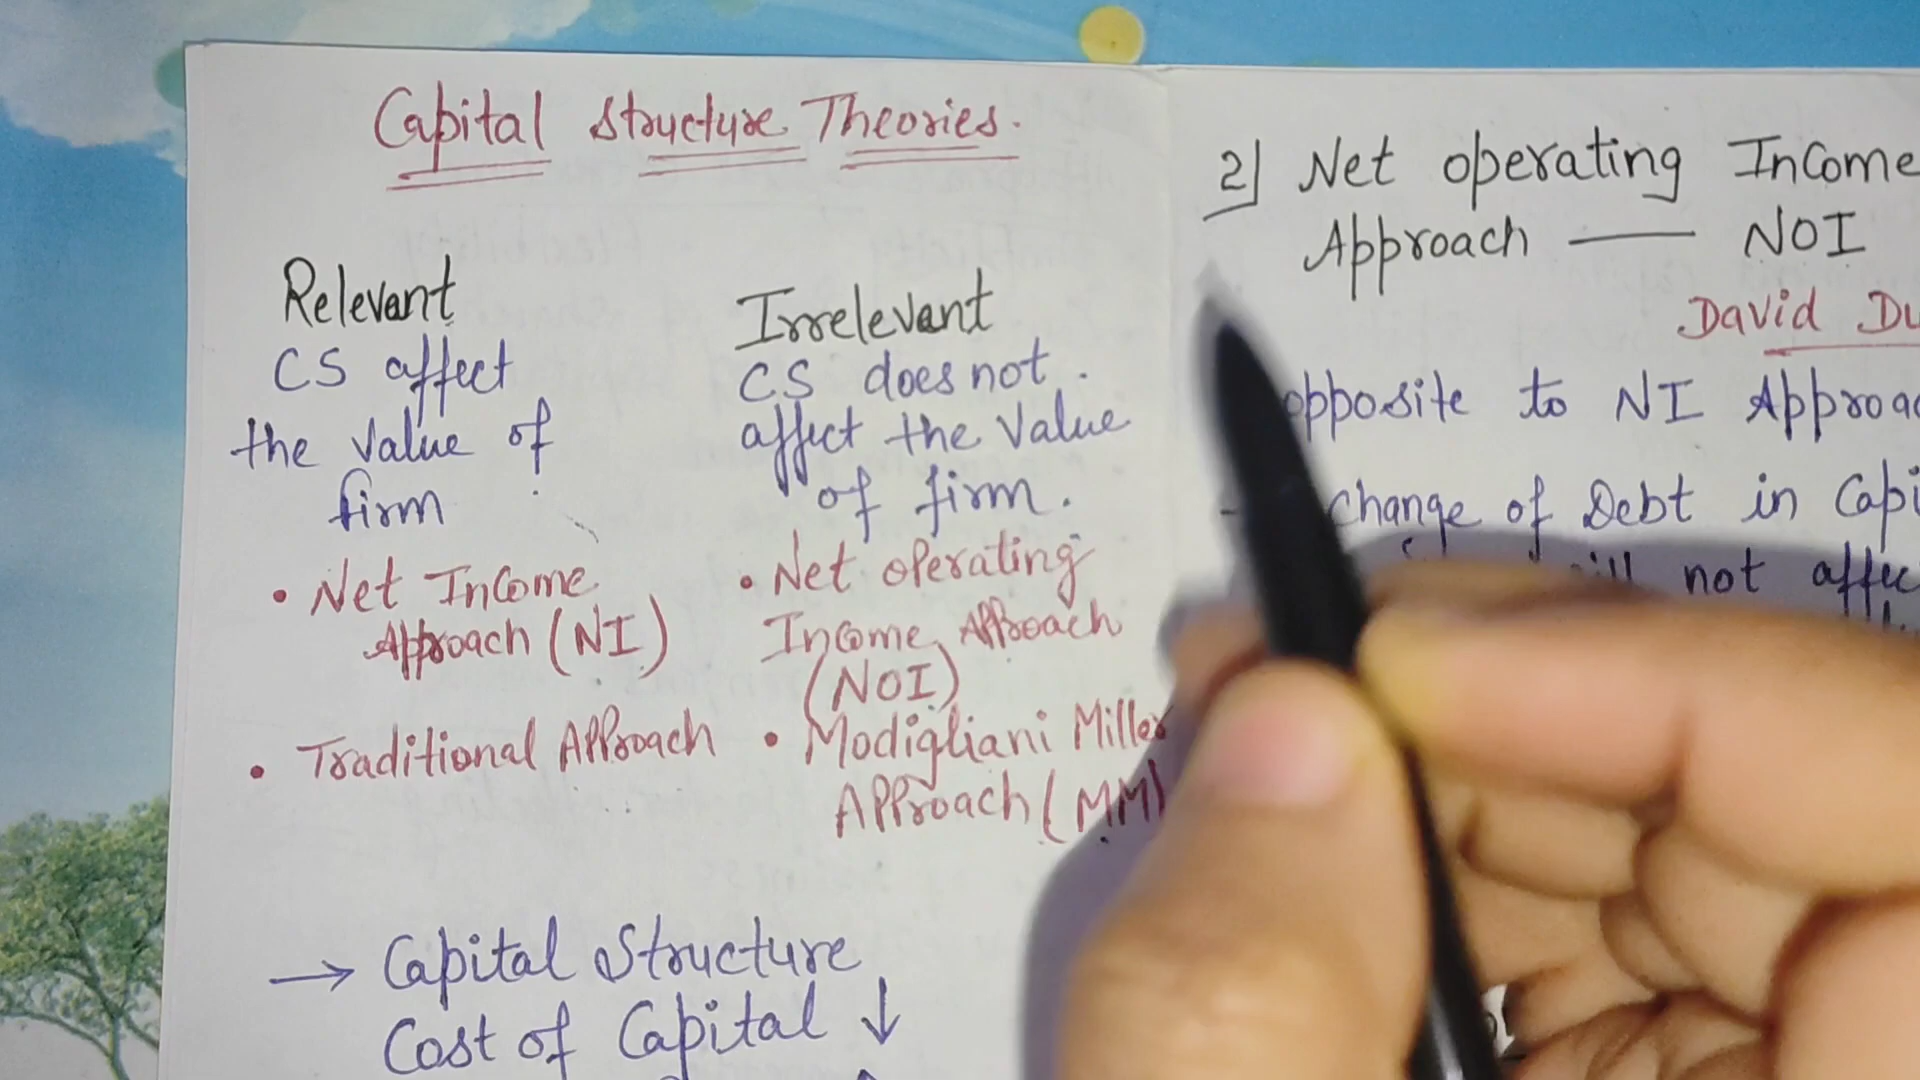 Capital Structure Theories.
Relevant
CS affect
the value of
firm
• Net Income
Approach (NI)
• Traditional Approach
Irrelevant
CS does not.
affect the value
of firm.
• Net operating
Income Approach
(NOI)
• Modigliani Miller
Approach (MM)
→ Capital Structure
Cost of Capital ↓
2) Net operating Income
Approach — NOI
David
opposite to NI
change of Debt in
not